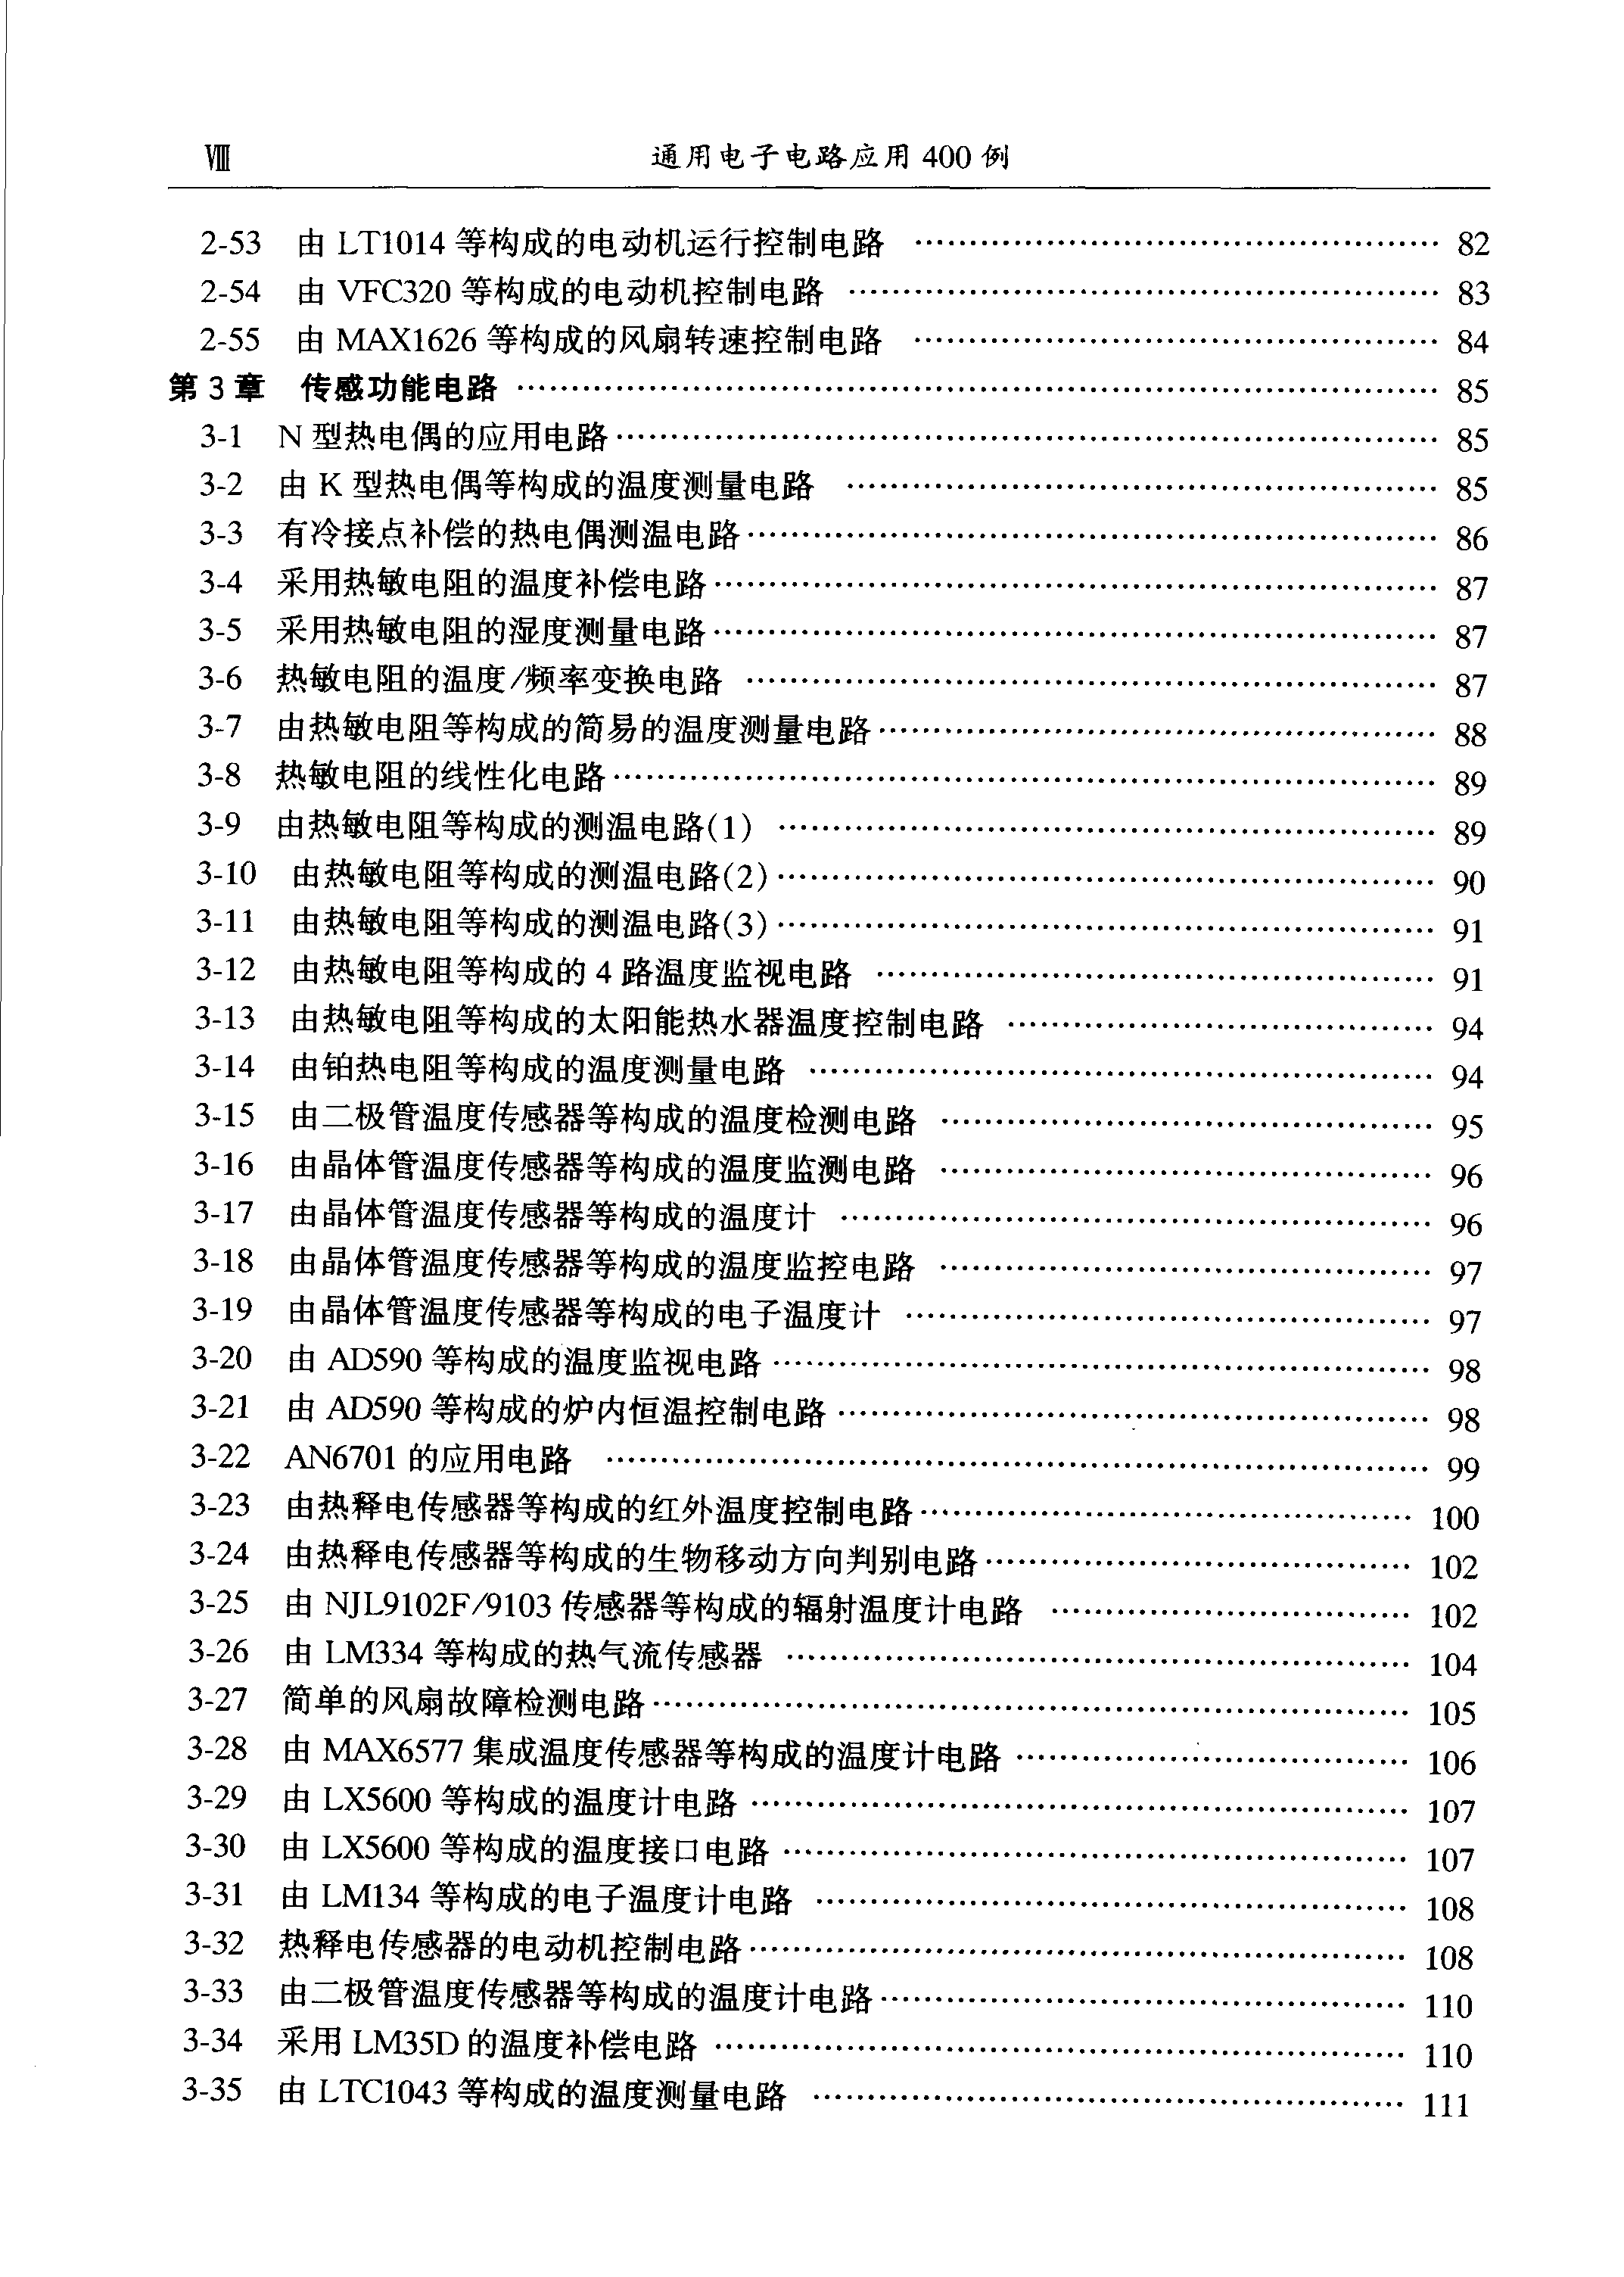 Ⅷ 通用电子电路应用 400 例
2-53 由 LT1014 等构成的电动机运行控制电路 …… 82
2-54 由 VFC320 等构成的电动机控制电路 …… 83
2-55 由 MAX1626 等构成的风扇转速控制电路 …… 84
第 3 章 传感功能电路 …… 85
3-1 N 型热电偶的应用电路 …… 85
3-2 由 K 型热电偶等构成的温度测量电路 …… 85
3-3 有冷接点补偿的热电偶测温电路 …… 86
3-4 采用热敏电阻的温度补偿电路 …… 87
3-5 采用热敏电阻的湿度测量电路 …… 87
3-6 热敏电阻的温度/频率变换电路 …… 87
3-7 由热敏电阻等构成的简易的温度测量电路 …… 88
3-8 热敏电阻的线性化电路 …… 89
3-9 由热敏电阻等构成的测温电路(1) …… 89
3-10 由热敏电阻等构成的测温电路(2) …… 90
3-11 由热敏电阻等构成的测温电路(3) …… 91
3-12 由热敏电阻等构成的 4 路温度监视电路 …… 91
3-13 由热敏电阻等构成的太阳能热水器温度控制电路 …… 94
3-14 由铂热电阻等构成的温度测量电路 …… 94
3-15 由二极管温度传感器等构成的温度检测电路 …… 95
3-16 由晶体管温度传感器等构成的温度监测电路 …… 96
3-17 由晶体管温度传感器等构成的温度计 …… 96
3-18 由晶体管温度传感器等构成的温度监控电路 …… 97
3-19 由晶体管温度传感器等构成的电子温度计 …… 97
3-20 由 AD590 等构成的温度监视电路 …… 98
3-21 由 AD590 等构成的炉内恒温控制电路 …… 98
3-22 AN6701 的应用电路 …… 99
3-23 由热释电传感器等构成的红外温度控制电路 …… 100
3-24 由热释电传感器等构成的生物移动方向判别电路 …… 102
3-25 由 NJL9102F/9103 传感器等构成的辐射温度计电路 …… 102
3-26 由 LM334 等构成的热气流传感器 …… 104
3-27 简单的风扇故障检测电路 …… 105
3-28 由 MAX6577 集成温度传感器等构成的温度计电路 …… 106
3-29 由 LX5600 等构成的温度计电路 …… 107
3-30 由 LX5600 等构成的温度接口电路 …… 107
3-31 由 LM134 等构成的电子温度计电路 …… 108
3-32 热释电传感器的电动机控制电路 …… 108
3-33 由二极管温度传感器等构成的温度计电路 …… 110
3-34 采用 LM35D 的温度补偿电路 …… 110
3-35 由 LTC1043 等构成的温度测量电路 …… 111